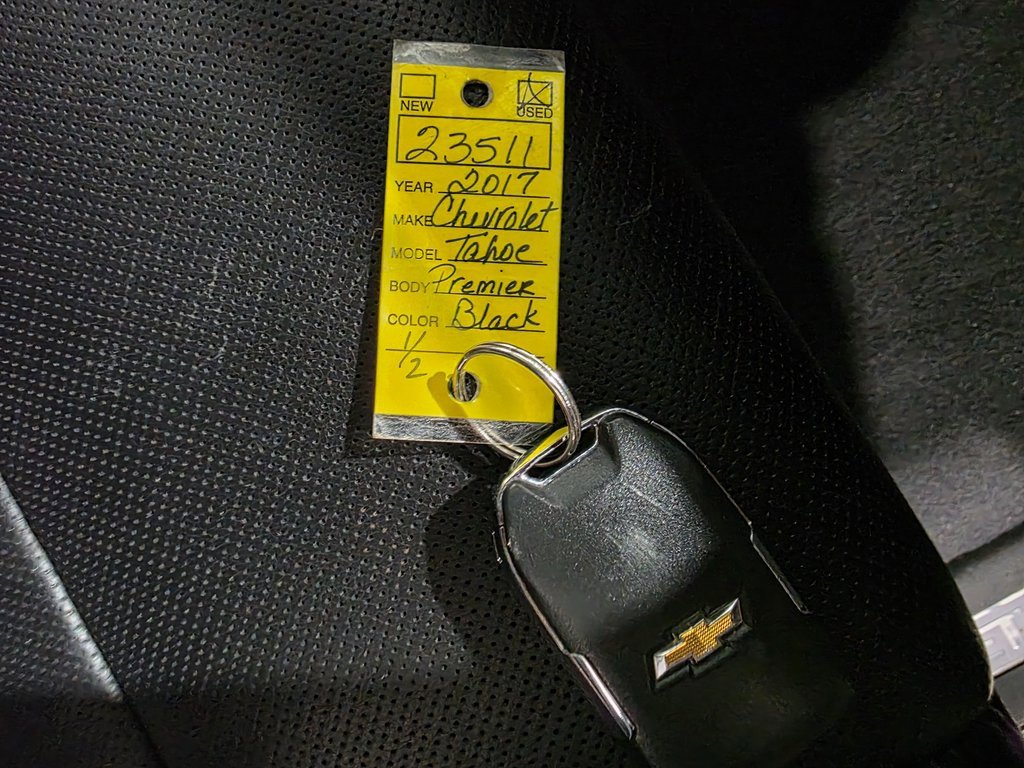 NEW USED
23511
YEAR 2017
MAKE Chevrolet
MODEL Tahoe
BODY Premier
COLOR Black
1/2